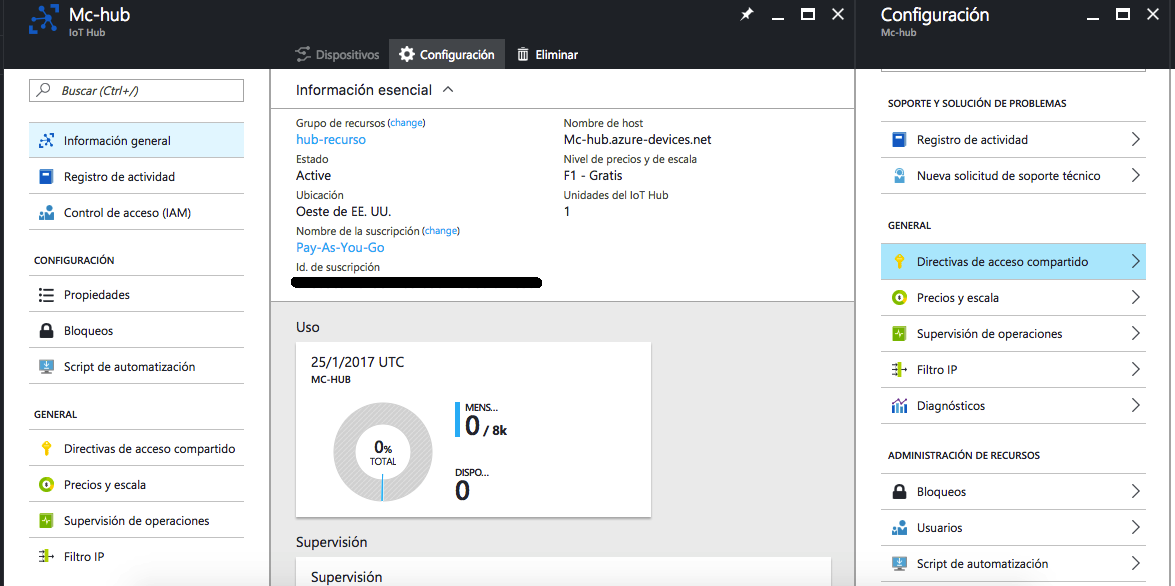 Mc-hub
IoT Hub
Buscar (Ctrl+/)
Información general
Registro de actividad
Control de acceso (IAM)
CONFIGURACIÓN
Propiedades
Bloqueos
Script de automatización
GENERAL
Directivas de acceso compartido
Precios y escala
Supervisión de operaciones
Filtro IP
Dispositivos
Configuración
Eliminar
Información esencial
Grupo de recursos (change)
hub-recurso
Estado
Active
Ubicación
Oeste de EE. UU.
Nombre de la suscripción (change)
Pay-As-You-Go
Id. de suscripción
Nombre de host
Mc-hub.azure-devices.net
Nivel de precios y de escala
F1 - Gratis
Unidades del IoT Hub
1
Uso
25/1/2017 UTC
MC-HUB
0%
TOTAL
MENS...
0 / 8k
DISPO...
0
Supervisión
Supervisión
Configuración
Mc-hub
SOPORTE Y SOLUCIÓN DE PROBLEMAS
Registro de actividad
Nueva solicitud de soporte técnico
GENERAL
Directivas de acceso compartido
Precios y escala
Supervisión de operaciones
Filtro IP
Diagnósticos
ADMINISTRACIÓN DE RECURSOS
Bloqueos
Usuarios
Script de automatización